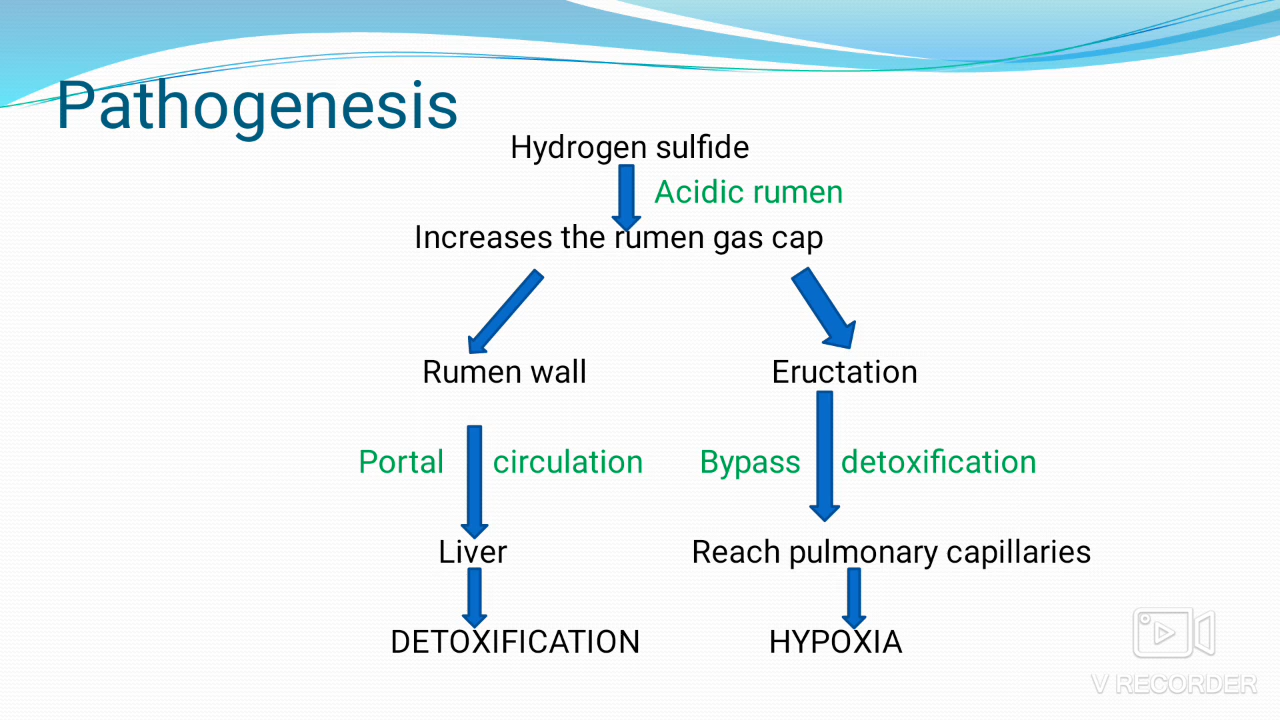 Pathogenesis
Hydrogen sulfide
Acidic rumen
Increases the rumen gas cap
Rumen wall
Eructation
Portal circulation
Bypass detoxification
Liver
Reach pulmonary capillaries
DETOXIFICATION
HYPOXIA
V RECORDER